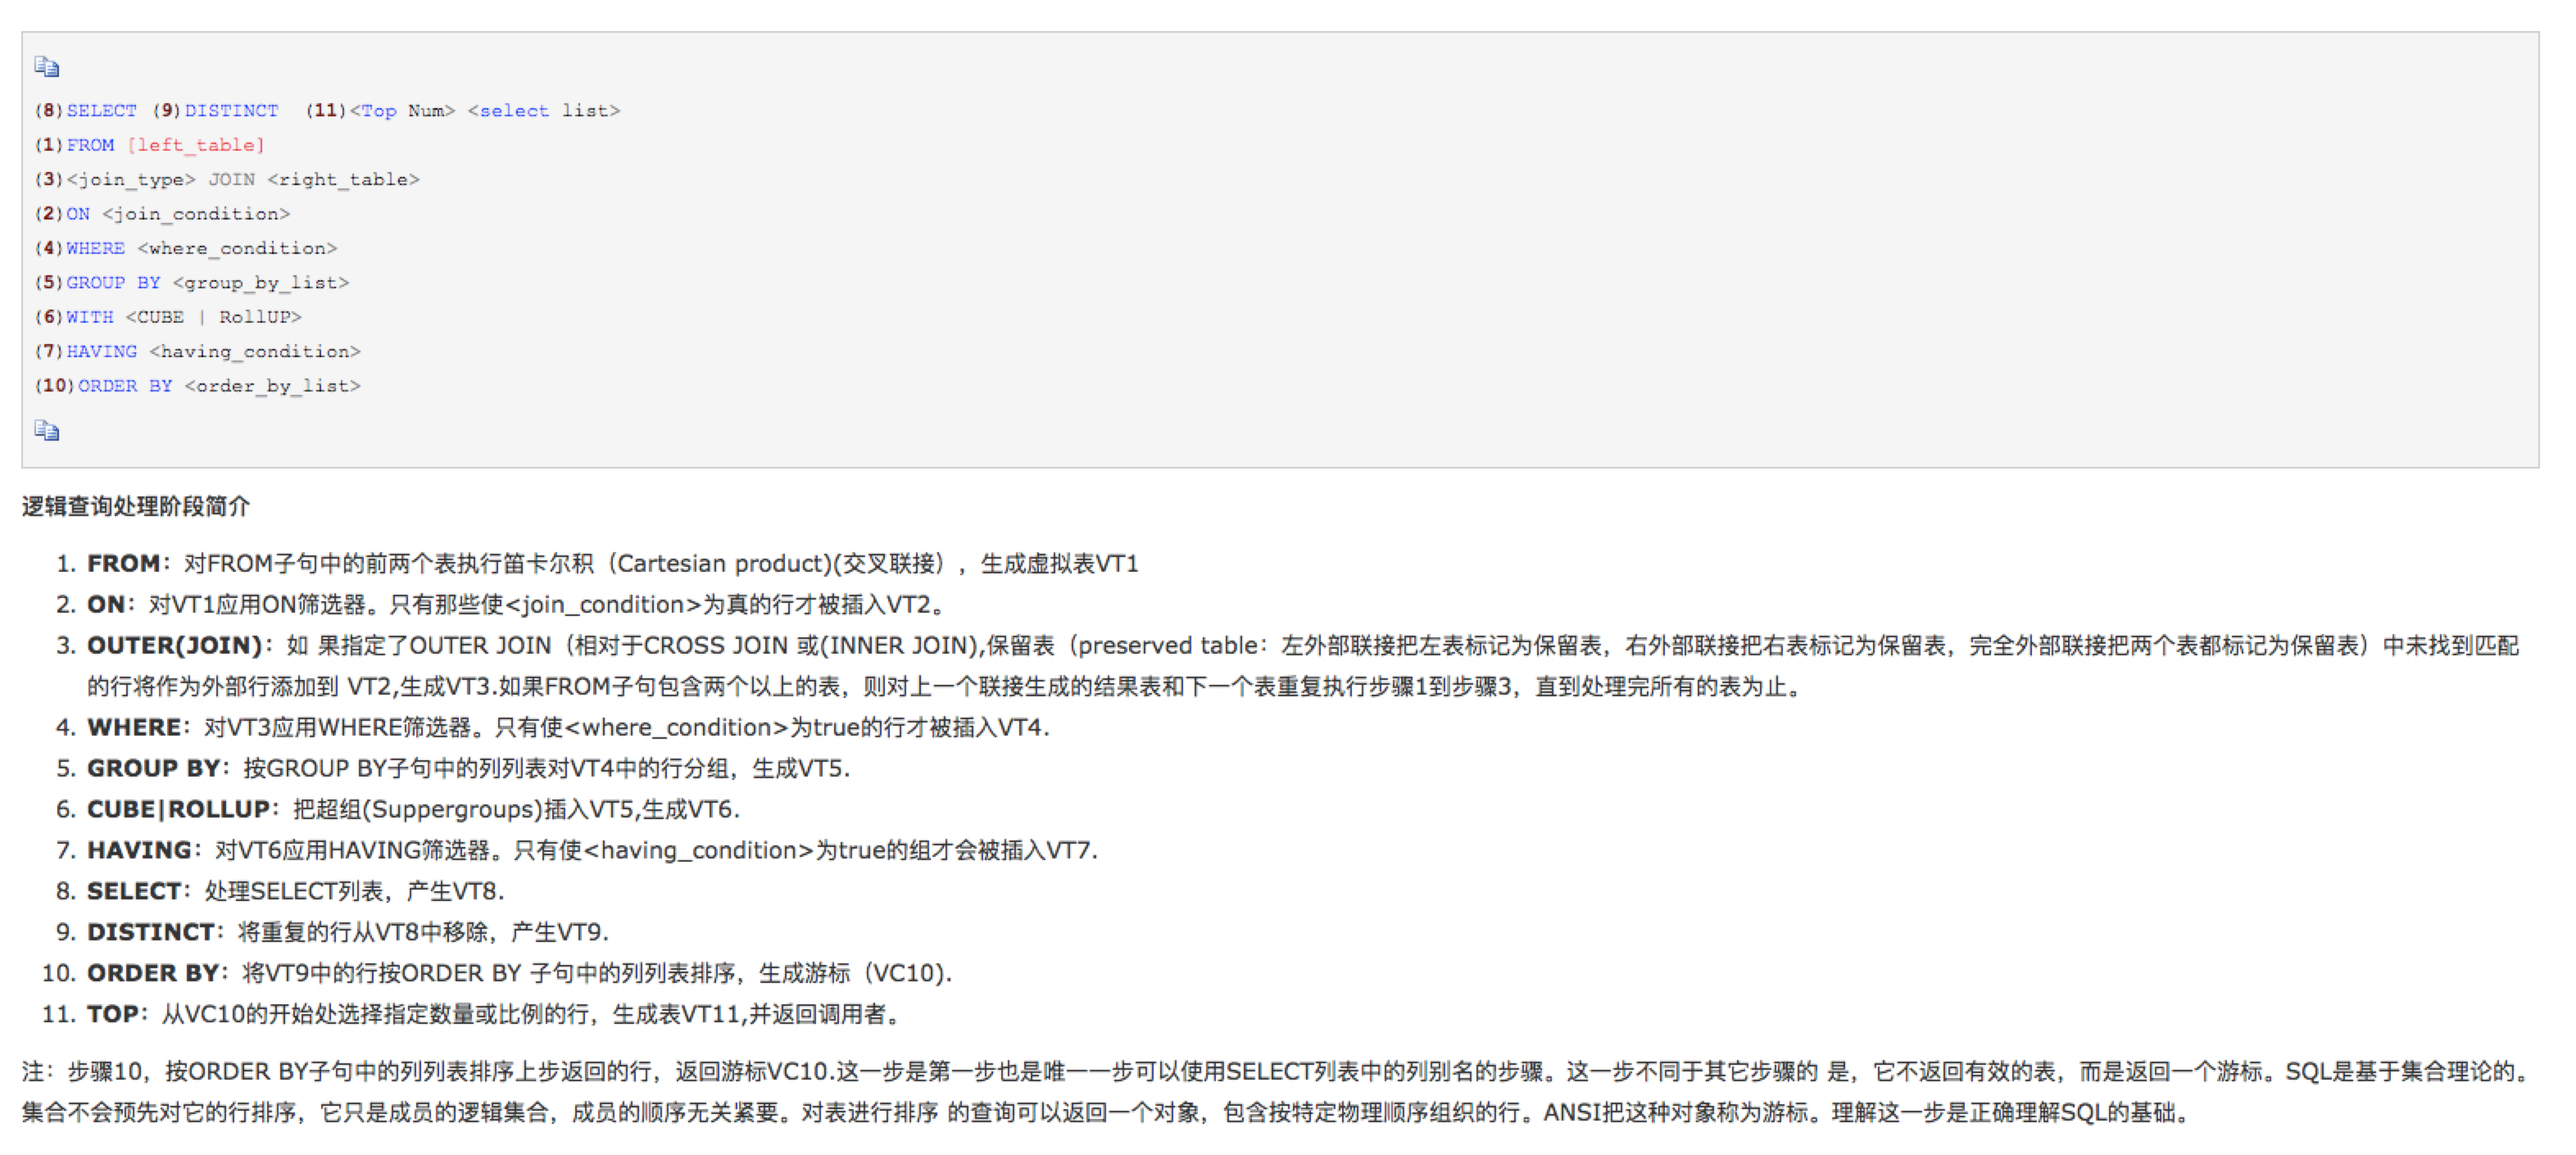 (8)SELECT (9)DISTINCT  (11)<Top Num> <select list>
(1)FROM [left_table]
(3)<join_type> JOIN <right_table>
(2)ON <join_condition>
(4)WHERE <where_condition>
(5)GROUP BY <group_by_list>
(6)WITH <CUBE | RollUP>
(7)HAVING <having_condition>
(10)ORDER BY <order_by_list>
逻辑查询处理阶段简介
1. FROM：对FROM子句中的前两个表执行笛卡尔积（Cartesian product)(交叉联接），生成虚拟表VT1
2. ON：对VT1应用ON筛选器。只有那些使<join_condition>为真的行才被插入VT2。
3. OUTER(JOIN)：如 果指定了OUTER JOIN（相对于CROSS JOIN 或(INNER JOIN),保留表（preserved table：左外部联接把左表标记为保留表，右外部联接把右表标记为保留表，完全外部联接把两个表都标记为保留表）中未找到匹配
的行将作为外部行添加到 VT2,生成VT3.如果FROM子句包含两个以上的表，则对上一个联接生成的结果表和下一个表重复执行步骤1到步骤3，直到处理完所有的表为止。
4. WHERE：对VT3应用WHERE筛选器。只有使<where_condition>为true的行才被插入VT4.
5. GROUP BY：按GROUP BY子句中的列列表对VT4中的行分组，生成VT5.
6. CUBE|ROLLUP：把超组(Suppergroups)插入VT5,生成VT6.
7. HAVING：对VT6应用HAVING筛选器。只有使<having_condition>为true的组才会被插入VT7.
8. SELECT：处理SELECT列表，产生VT8.
9. DISTINCT：将重复的行从VT8中移除，产生VT9.
10. ORDER BY：将VT9中的行按ORDER BY 子句中的列列表排序，生成游标（VC10).
11. TOP：从VC10的开始处选择指定数量或比例的行，生成表VT11,并返回调用者。
注：步骤10，按ORDER BY子句中的列列表排序上步返回的行，返回游标VC10.这一步是第一步也是唯一一步可以使用SELECT列表中的列别名的步骤。这一步不同于其它步骤的 是，它不返回有效的表，而是返回一个游标。SQL是基于集合理论的。
集合不会预先对它的行排序，它只是成员的逻辑集合，成员的顺序无关紧要。对表进行排序 的查询可以返回一个对象，包含按特定物理顺序组织的行。ANSI把这种对象称为游标。理解这一步是正确理解SQL的基础。